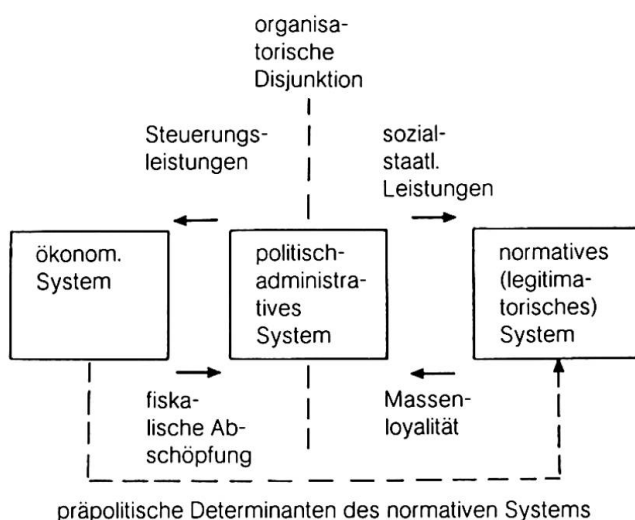 organisa-
torische
Disjunktion
Steuerungs-
leistungen
sozial-
staatl.
Leistungen
ökonom.
System
politisch-
administra-
tives
System
normatives
(legitima-
torisches)
System
fiska-
lische Ab-
schöpfung
Massen-
loyalität
präpolitische Determinanten des normativen Systems